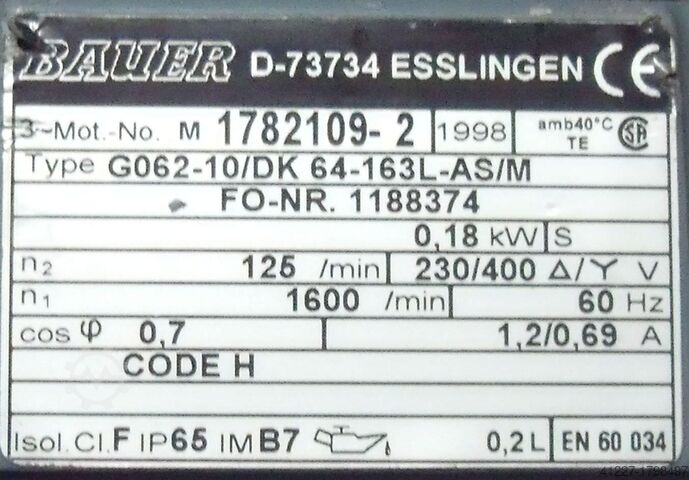 BAUER D-73734 ESSLINGEN CE
3~Mot.-No. M 1782109- 2 1998 amb40°C TE SA
Type G062-10/DK 64-163L-AS/M
FO-NR. 1188374
0,18 kW S
n2 125 /min 230/400 Δ/Y V
n1 1600 /min 60 Hz
cos φ 0,7 1,2/0,69 A
CODE H
Isol.Cl.F IP65 IM B7 0,2 L EN 60 034